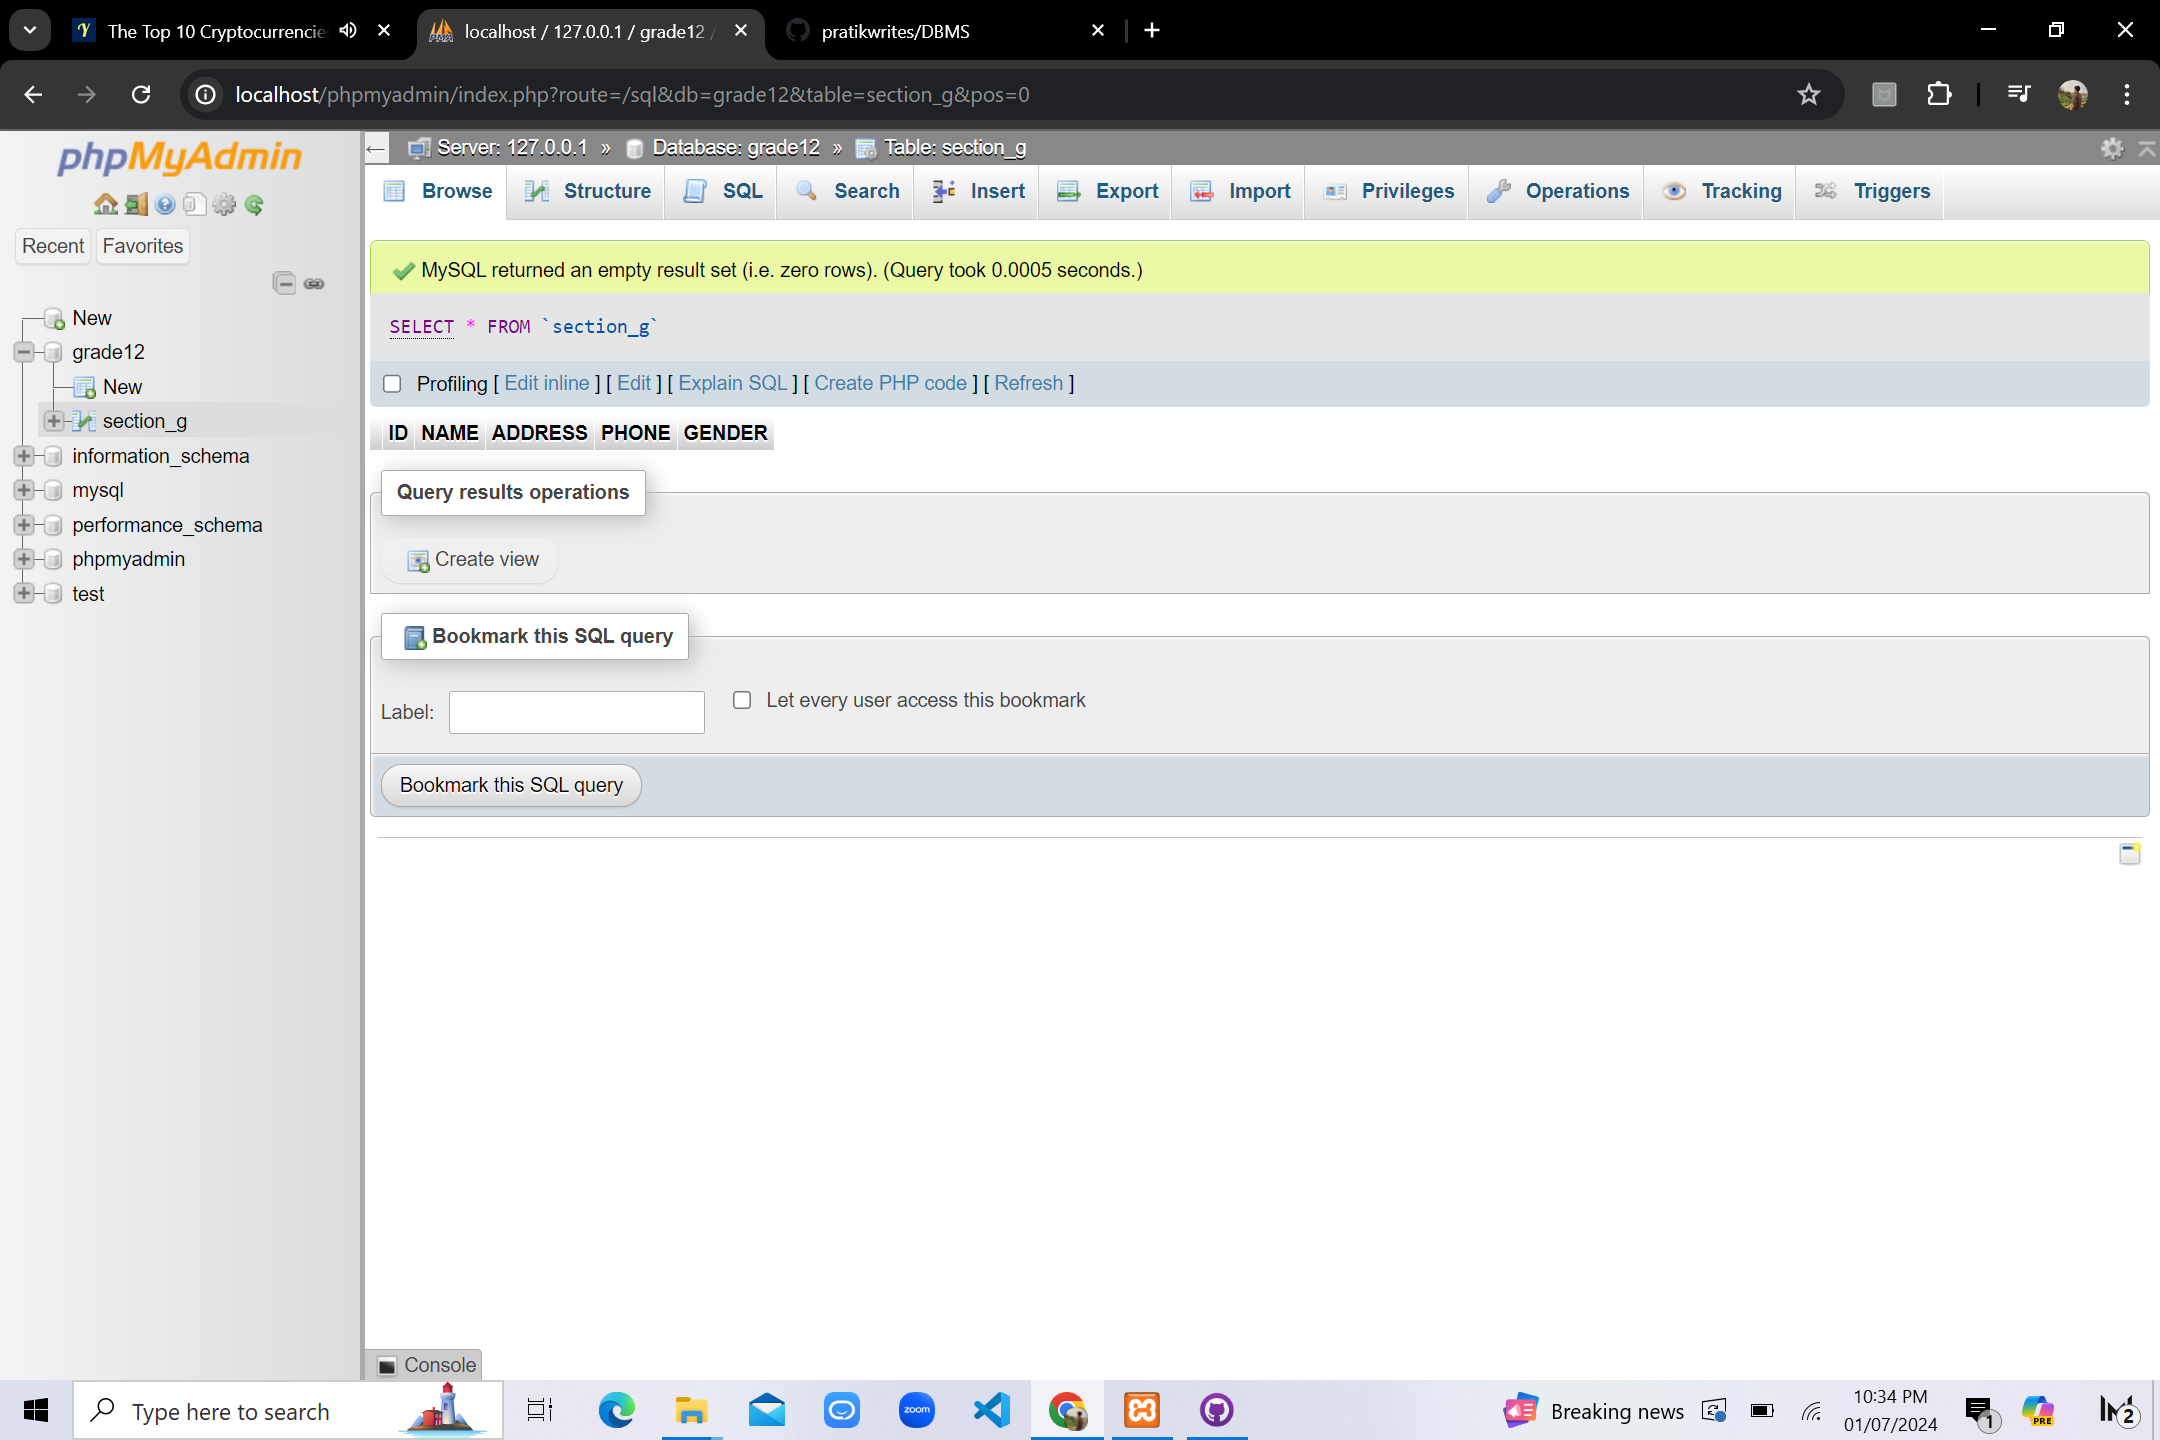 The Top 10 Cryptocurrencie
localhost / 127.0.0.1 / grade12 /
pratikwrites/DBMS
localhost/phpmyadmin/index.php?route=/sql&db=grade12&table=section_g&pos=0
phpMyAdmin
Recent
Favorites
New
grade12
New
section_g
information_schema
mysql
performance_schema
phpmyadmin
test
Server: 127.0.0.1 » Database: grade12 » Table: section_g
Browse Structure SQL Search Insert Export Import Privileges Operations Tracking Triggers
MySQL returned an empty result set (i.e. zero rows). (Query took 0.0005 seconds.)
SELECT * FROM `section_g`
Profiling [ Edit inline ] [ Edit ] [ Explain SQL ] [ Create PHP code ] [ Refresh ]
ID NAME ADDRESS PHONE GENDER
Query results operations
Create view
Bookmark this SQL query
Label:
Let every user access this bookmark
Bookmark this SQL query
Console
Type here to search
zoom
Breaking news
10:34 PM
01/07/2024
1
PRE
2